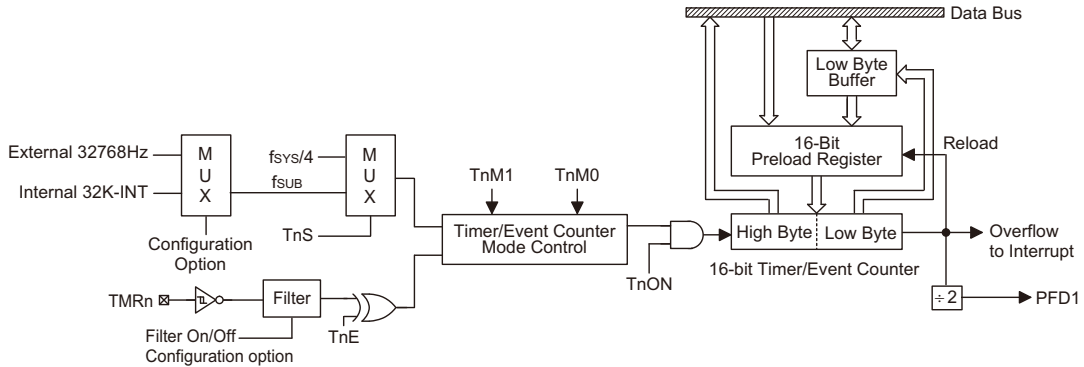 Data Bus
Low Byte
Buffer
External 32768Hz
Internal 32K-INT
M
U
X
Configuration
Option
fSYS/4
fSUB
M
U
X
TnS
TnM1
TnM0
Timer/Event Counter
Mode Control
16-Bit
Preload Register
Reload
High Byte
Low Byte
16-bit Timer/Event Counter
TnON
Overflow
to Interrupt
÷ 2
PFD1
TMRn
Filter
Filter On/Off
Configuration option
TnE